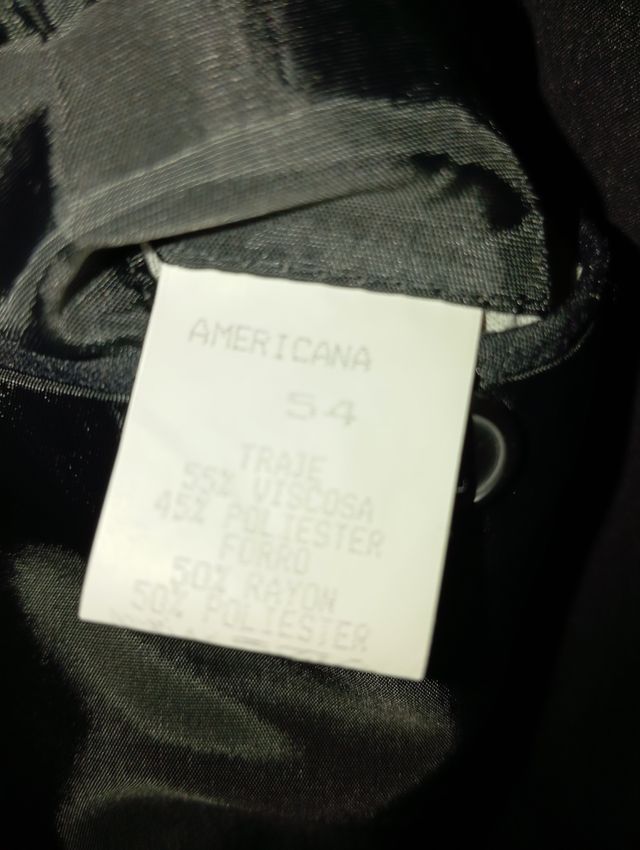 AMERICANA
54
TRAJE
55% VISCOSA
45% POLIESTER
FORRO
50% RAYON
50% POLIESTER